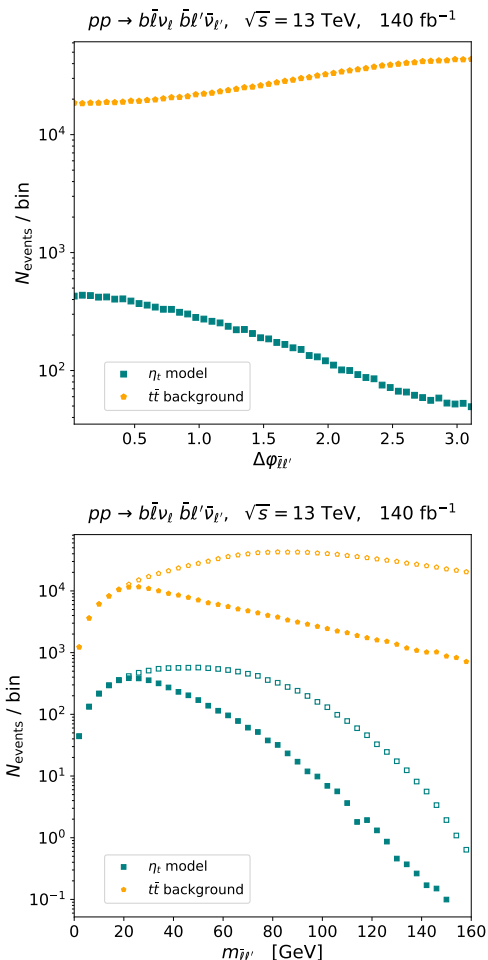 pp → bl̄ν_ℓ b̄ℓ′ν̄_ℓ′, √s = 13 TeV, 140 fb⁻¹
10⁴
10³
10²
N_events / bin
η_t model
tt̄ background
0.5 1.0 1.5 2.0 2.5 3.0
Δφ_ℓ̄ℓ′
pp → bl̄ν_ℓ b̄ℓ′ν̄_ℓ′, √s = 13 TeV, 140 fb⁻¹
10⁴
10³
10²
10¹
10⁰
10⁻¹
N_events / bin
η_t model
tt̄ background
0 20 40 60 80 100 120 140 160
m_ℓ̄ℓ′ [GeV]